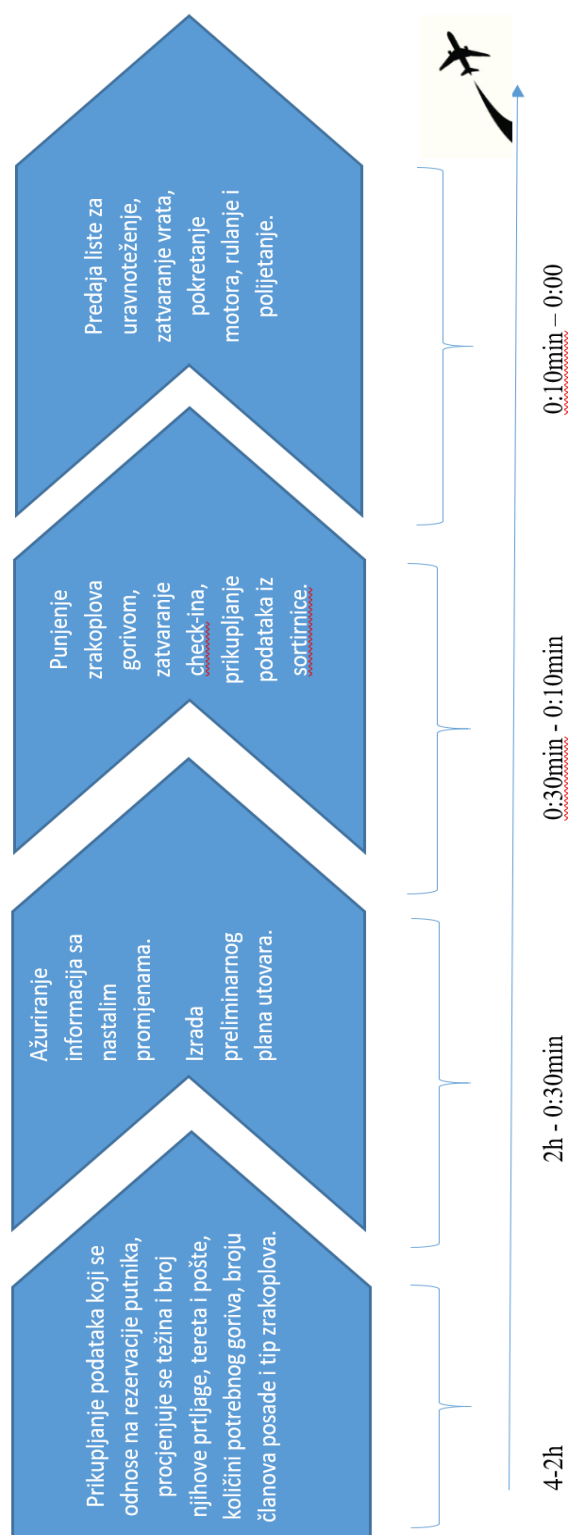 Prikupljanje podataka koji se
odnose na rezervacije putnika,
procjenjuje se težina i broj
njihove prtljage, tereta i pošte,
količini potrebnog goriva, broju
članova posade i tip zrakoplova.
Ažuriranje
informacija sa
nastalim
promjenama.
Izrada
preliminarnog
plana utovara.
Punjenje
zrakoplova
gorivom,
zatvaranje
check-ina,
prikupljanje
podataka iz
sortirnice.
Predaja liste za
uravnoteženje,
zatvaranje vrata,
pokretanje
motora, rulanje i
polijetanje.
4-2h
2h - 0:30min
0:30min - 0:10min
0:10min – 0:00